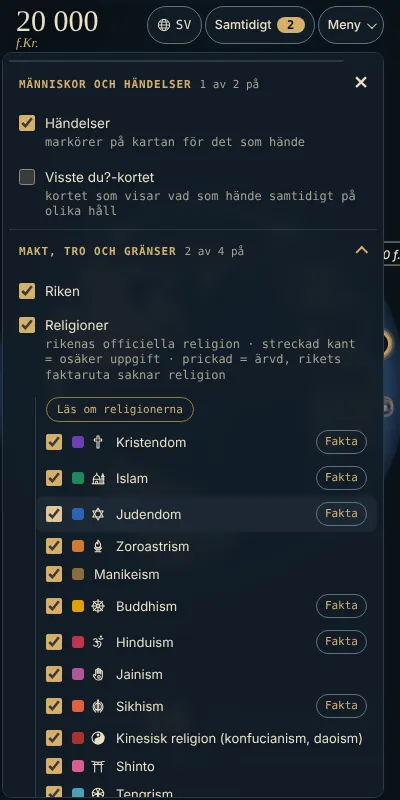 20 000
f.Kr.
SV
Samtidigt 2
Meny
MÄNNISKOR OCH HÄNDELSER 1 av 2 på
Händelser
markörer på kartan för det som hände
Visste du?-kortet
kortet som visar vad som hände samtidigt på
olika håll
MAKT, TRO OCH GRÄNSER 2 av 4 på
Riken
Religioner
rikenas officiella religion · streckad kant
= osäker uppgift · prickad = ärvd, rikets
faktaruta saknar religion
Läs om religionerna
Kristendom Fakta
Islam Fakta
Judendom Fakta
Zoroastrism
Manikeism
Buddhism Fakta
Hinduism Fakta
Jainism
Sikhism Fakta
Kinesisk religion (konfucianism, daoism)
Shinto
Tengrism